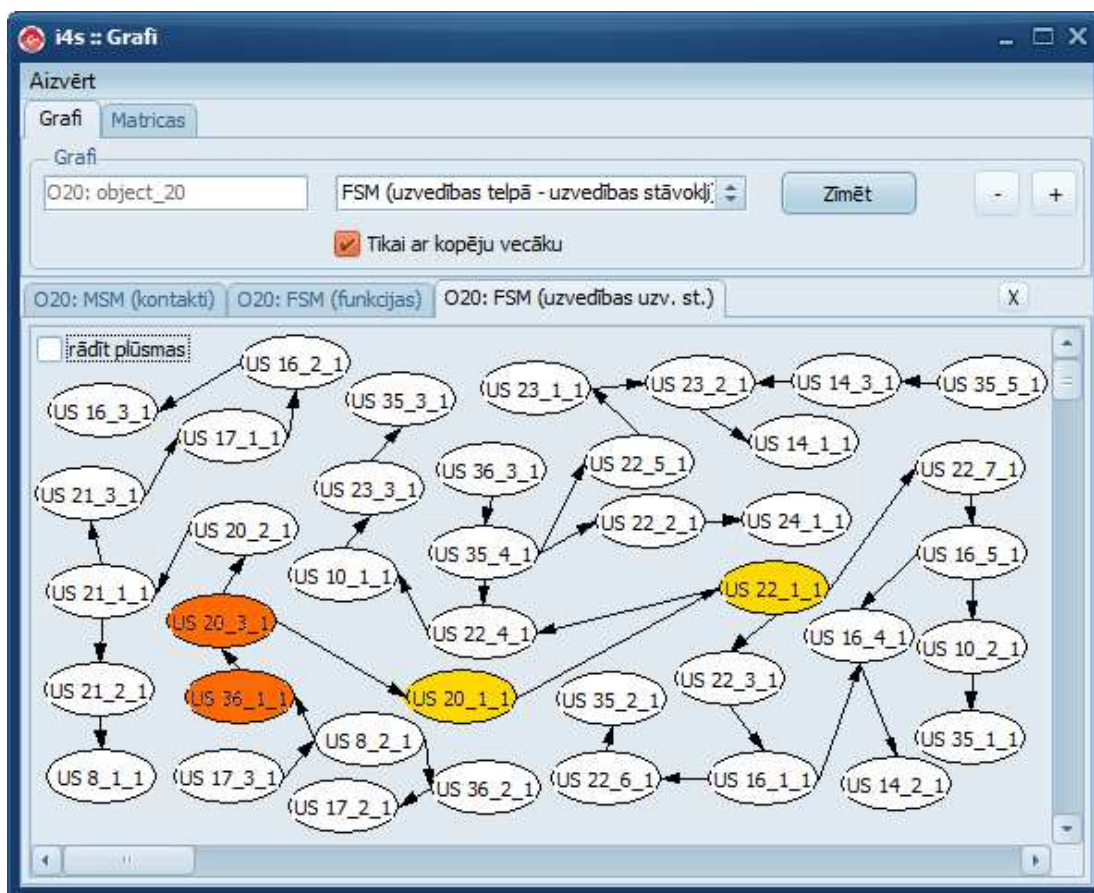 i4s :: Grafi
Aizvērt
Grafi Matricas
Grafi
O20: object_20 FSM (uzvedības telpā - uzvedības stāvokļi) Zīmēt - +
Tikai ar kopēju vecāku
O20: MSM (kontakti) O20: FSM (funkcijas) O20: FSM (uzvedības uzv. st.) X
rādīt plūsmas
US 16_2_1
US 23_1_1 US 23_2_1 US 14_3_1 US 35_5_1
US 16_3_1 US 35_3_1
US 17_1_1 US 14_1_1
US 36_3_1 US 22_5_1 US 22_7_1
US 21_3_1 US 23_3_1
US 20_2_1 US 22_2_1 US 24_1_1
US 10_1_1 US 35_4_1 US 16_5_1
US 21_1_1 US 22_1_1
US 20_3_1 US 22_4_1 US 16_4_1 US 10_2_1
US 21_2_1 US 36_1_1 US 20_1_1 US 35_2_1 US 22_3_1
US 8_2_1 US 35_1_1
US 8_1_1 US 17_3_1 US 36_2_1 US 22_6_1 US 16_1_1 US 14_2_1
US 17_2_1